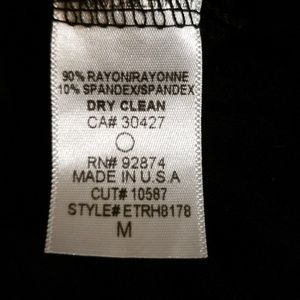 90% RAYON/RAYONNE
10% SPANDEX/SPANDEX
DRY CLEAN
CA# 30427
RN# 92874
MADE IN U.S.A
CUT# 10587
STYLE# ETRH8178
M